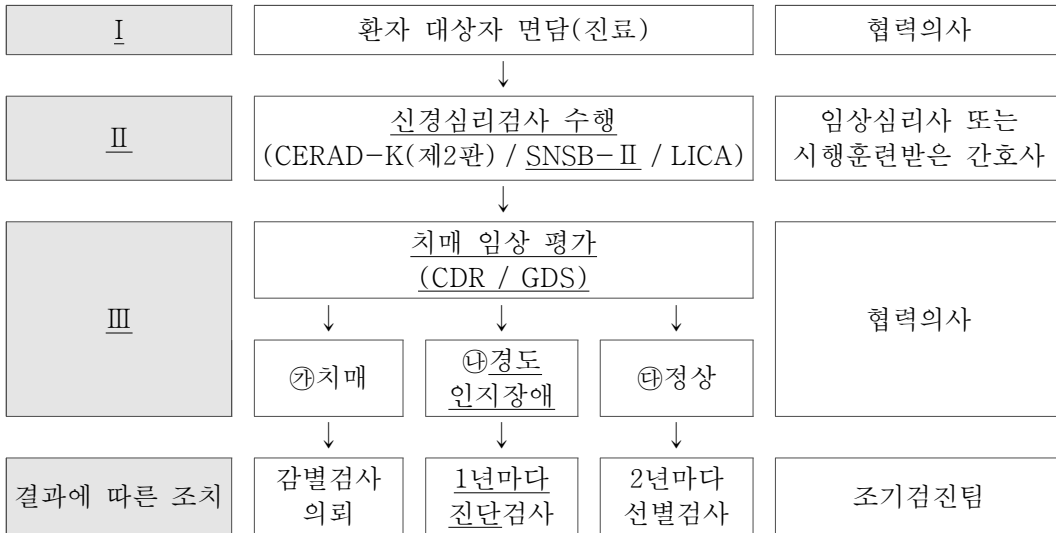 Ⅰ 환자 대상자 면담(진료) 협력의사
↓
Ⅱ 신경심리검사 수행 (CERAD-K(제2판) / SNSB-Ⅱ / LICA) 임상심리사 또는 시행훈련받은 간호사
↓
Ⅲ 치매 임상 평가 (CDR / GDS) 협력의사
↓ ↓ ↓
㉮치매 ㉯경도 인지장애 ㉰정상
↓ ↓ ↓
결과에 따른 조치 감별검사 의뢰 1년마다 진단검사 2년마다 선별검사 조기검진팀